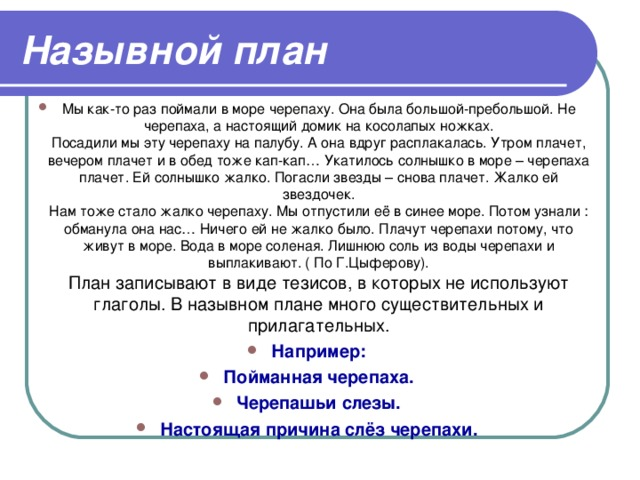 Назывной план
Мы как-то раз поймали в море черепаху. Она была большой-пребольшой. Не
черепаха, а настоящий домик на косолапых ножках.
Посадили мы эту черепаху на палубу. А она вдруг расплакалась. Утром плачет,
вечером плачет и в обед тоже кап-кап… Укатилось солнышко в море – черепаха
плачет. Ей солнышко жалко. Погасли звезды – снова плачет. Жалко ей
звездочек.
Нам тоже стало жалко черепаху. Мы отпустили её в синее море. Потом узнали :
обманула она нас… Ничего ей не жалко было. Плачут черепахи потому, что
живут в море. Вода в море соленая. Лишнюю соль из воды черепахи и
выплакивают. ( По Г.Цыферову).
План записывают в виде тезисов, в которых не используют
глаголы. В назывном плане много существительных и
прилагательных.
Например:
Пойманная черепаха.
Черепашьи слезы.
Настоящая причина слёз черепахи.